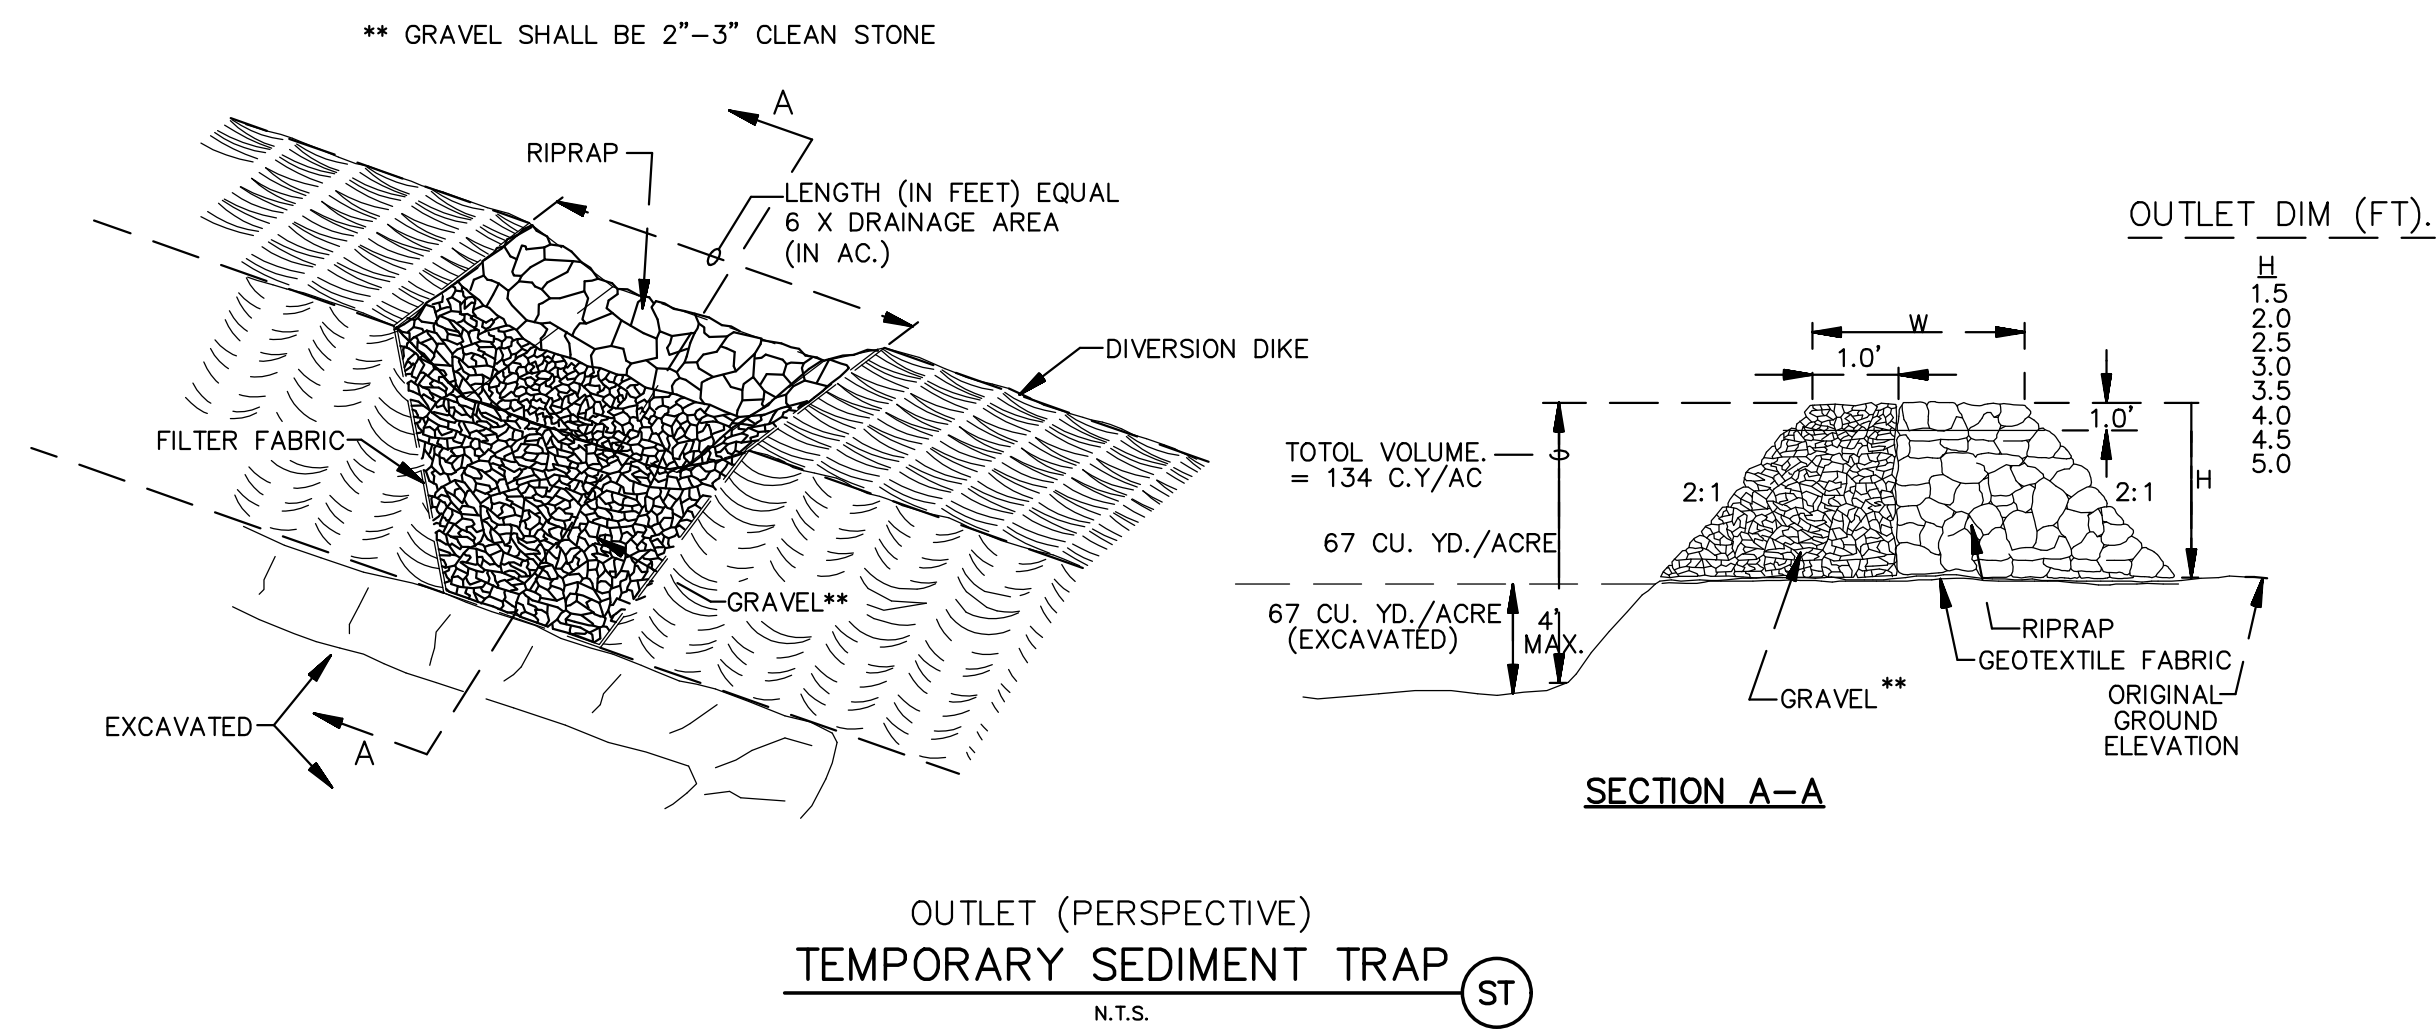 ** GRAVEL SHALL BE 2"-3" CLEAN STONE
A
RIPRAP
LENGTH (IN FEET) EQUAL
6 X DRAINAGE AREA
(IN AC.)
DIVERSION DIKE
FILTER FABRIC
GRAVEL**
EXCAVATED
A
OUTLET DIM (FT).
H
1.5
2.0
2.5
3.0
3.5
4.0
4.5
5.0
W
1.0'
1.0'
TOTOL VOLUME.
= 134 C.Y/AC
2:1
2:1
H
67 CU. YD./ACRE
67 CU. YD./ACRE
(EXCAVATED)
4'
MAX.
RIPRAP
GEOTEXTILE FABRIC
GRAVEL**
ORIGINAL
GROUND
ELEVATION
SECTION A-A
OUTLET (PERSPECTIVE)
TEMPORARY SEDIMENT TRAP
ST
N.T.S.